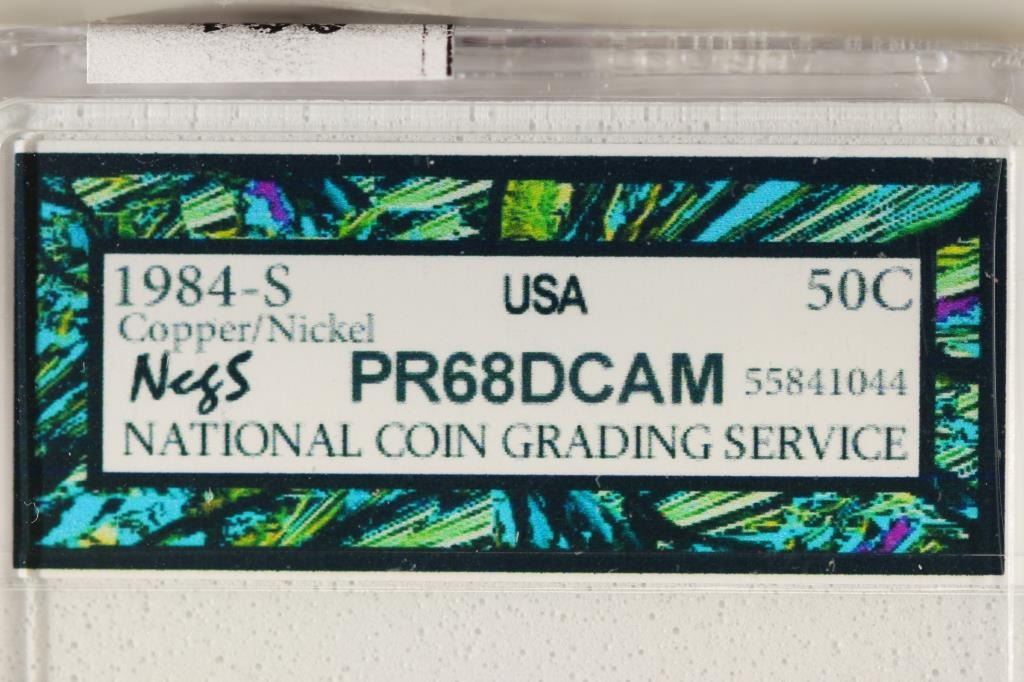 1984-S USA 50C
Copper/Nickel
NcgS PR68DCAM 55841044
NATIONAL COIN GRADING SERVICE